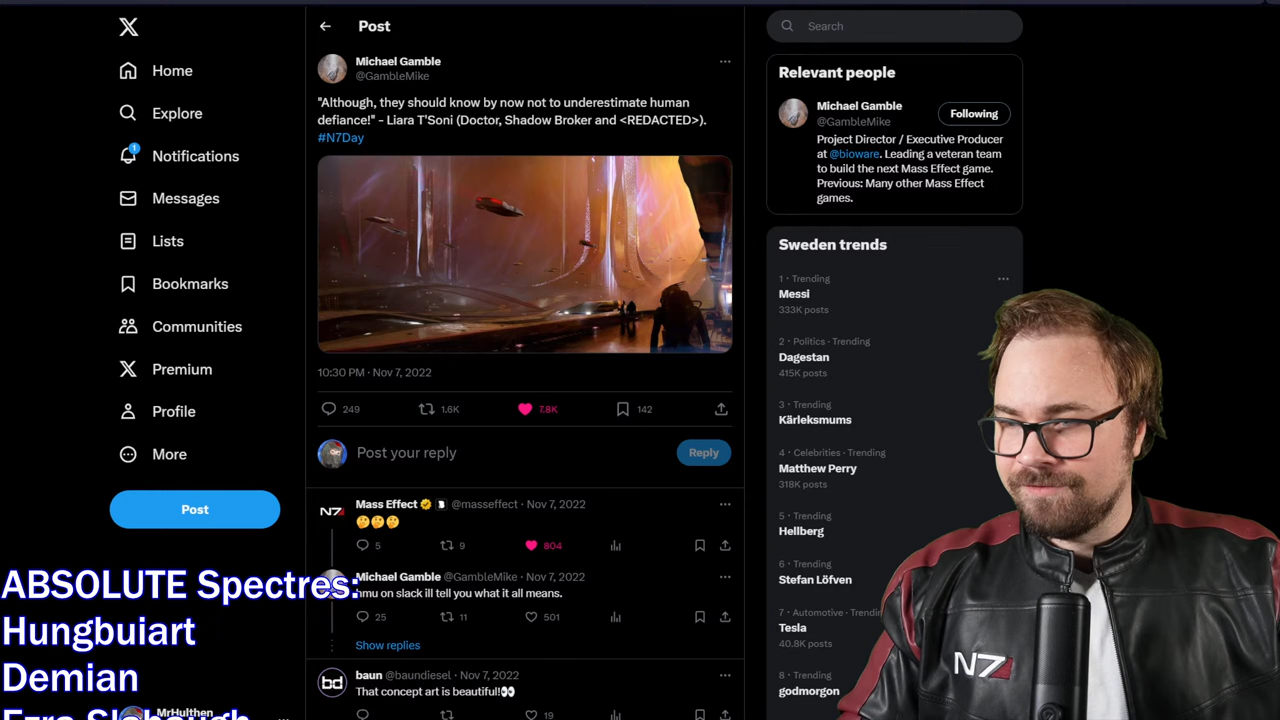 Home
Explore
1
Notifications
Messages
Lists
Bookmarks
Communities
Premium
Profile
More
Post
ABSOLUTE Spectres:
Hungbuiart
Demian
MrHulthen
Post
Michael Gamble
@GambleMike
"Although, they should know by now not to underestimate human
defiance!" - Liara T'Soni (Doctor, Shadow Broker and <REDACTED>).
#N7Day
10:30 PM · Nov 7, 2022
249 1.6K 7.8K 142
Post your reply
Reply
N7
Mass Effect @masseffect · Nov 7, 2022
5 9 804
Michael Gamble @GambleMike · Nov 7, 2022
hmu on slack ill tell you what it all means.
25 11 501
Show replies
bd
baun @baundiesel · Nov 7, 2022
That concept art is beautiful!
19
Search
Relevant people
Michael Gamble
@GambleMike
Following
Project Director / Executive Producer
at @bioware. Leading a veteran team
to build the next Mass Effect game.
Previous: Many other Mass Effect
games.
Sweden trends
1 · Trending
Messi
333K posts
2 · Politics · Trending
Dagestan
415K posts
3 · Trending
Kärleksmums
4 · Celebrities · Trending
Matthew Perry
318K posts
5 · Trending
Hellberg
6 · Trending
Stefan Löfven
7 · Automotive · Trendin
Tesla
40.8K posts
8 · Trending
godmorgon
N7